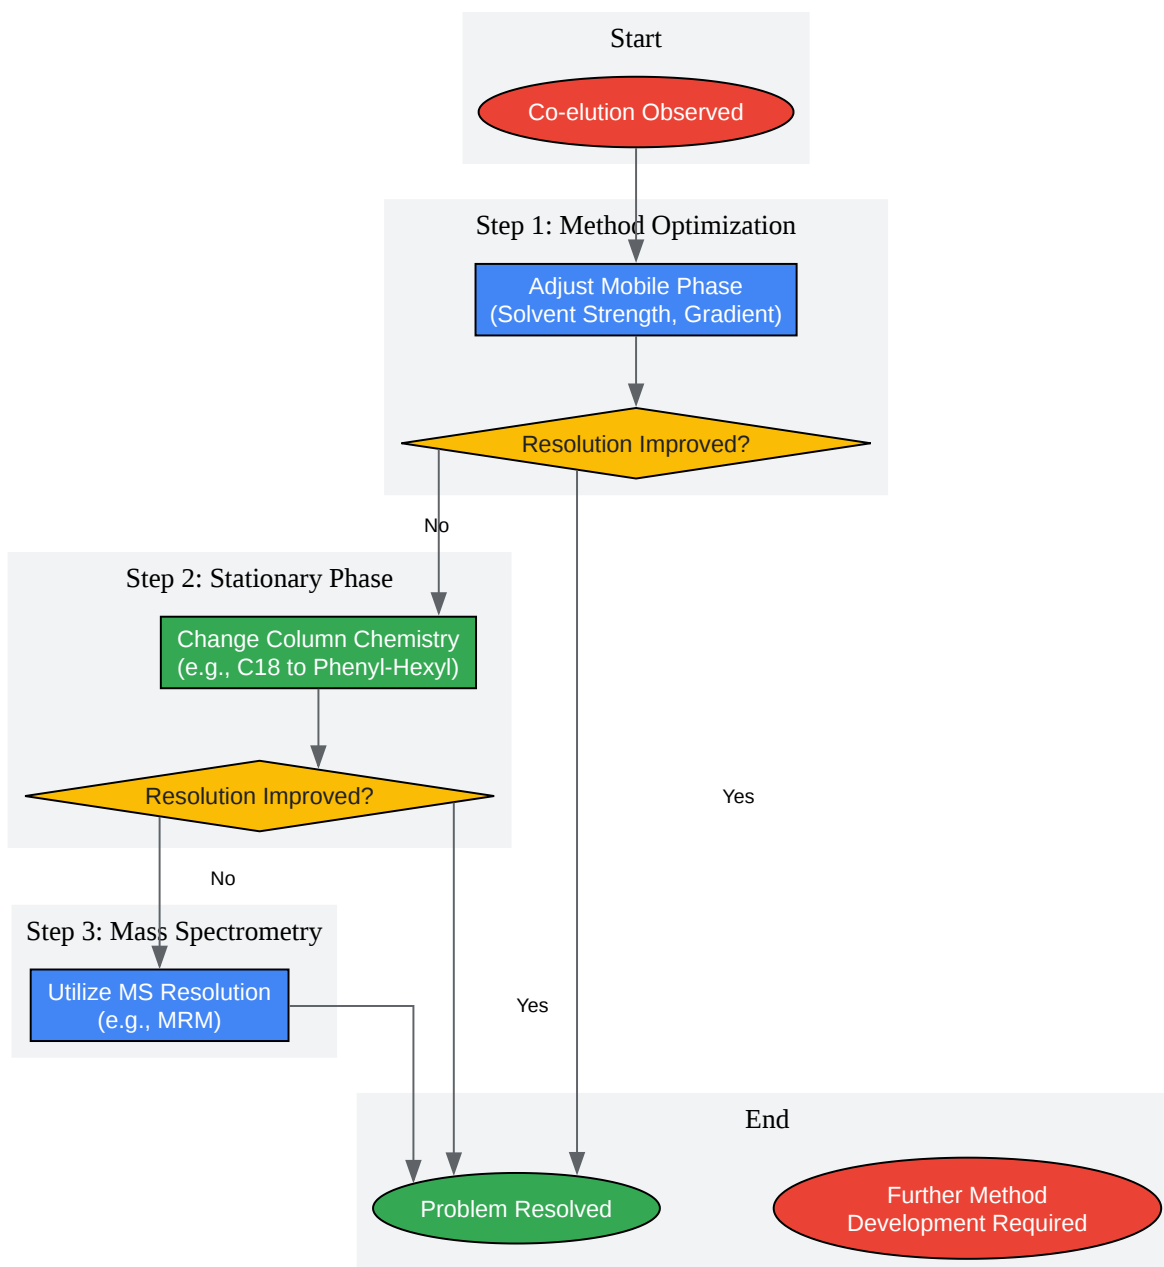 Start
Co-elution Observed
Step 1: Method Optimization
Adjust Mobile Phase
(Solvent Strength, Gradient)
Resolution Improved?
No
Step 2: Stationary Phase
Change Column Chemistry
(e.g., C18 to Phenyl-Hexyl)
Resolution Improved?
Yes
No
Step 3: Mass Spectrometry
Utilize MS Resolution
(e.g., MRM)
Yes
End
Problem Resolved
Further Method
Development Required